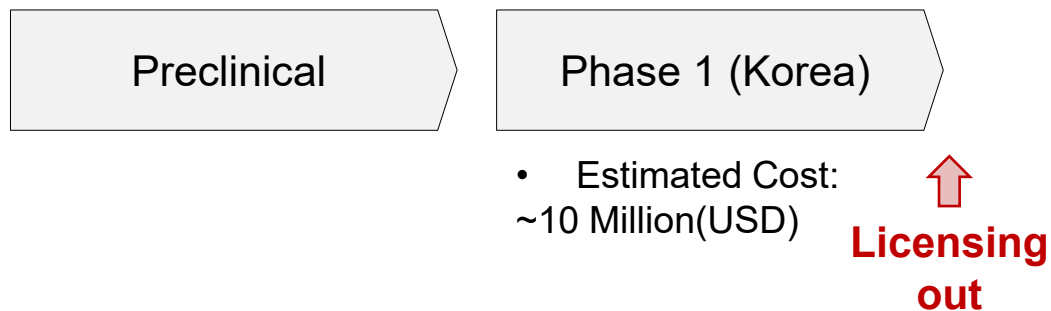 Preclinical
Phase 1 (Korea)
• Estimated Cost:
~10 Million(USD)
Licensing
out